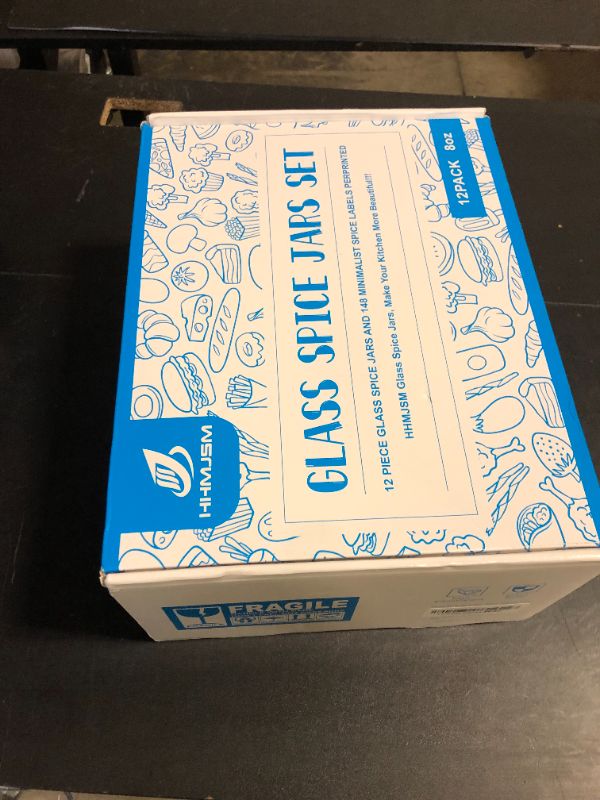 HHMJSM
GLASS SPICE JARS SET
12 PIECE GLASS SPICE JARS AND 148 MINIMALIST SPICE LABELS PERPRINTED
HHMJSM Glass Spice Jars, Make Your Kitchen More Beautiful!!!
12PACK 8oz
FRAGILE